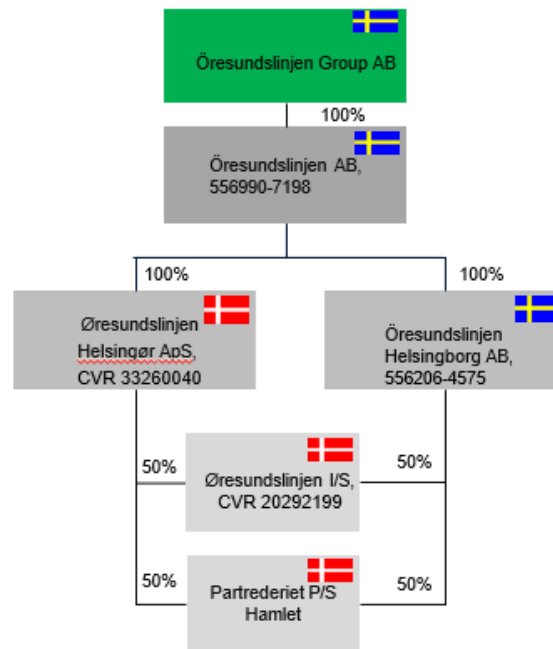 Öresundslinjen Group AB
100%
Öresundslinjen AB,
556990-7198
100%
100%
Øresundslinjen
Helsingør ApS,
CVR 33260040
Öresundslinjen
Helsingborg AB,
556206-4575
50%
50%
Øresundslinjen I/S,
CVR 20292199
50%
50%
Partrederiet P/S
Hamlet